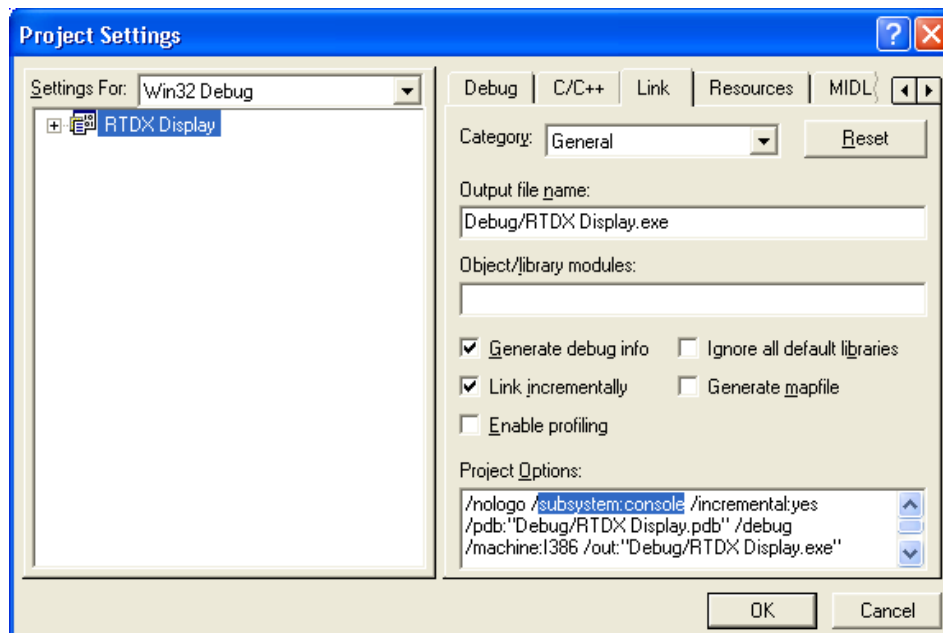 Project Settings
Settings For: Win32 Debug
RTDX Display
Debug C/C++ Link Resources MIDL
Category: General Reset
Output file name:
Debug/RTDX Display.exe
Object/library modules:
Generate debug info Ignore all default libraries
Link incrementally Generate mapfile
Enable profiling
Project Options:
/nologo /subsystem:console /incremental:yes
/pdb:"Debug/RTDX Display.pdb" /debug
/machine:I386 /out:"Debug/RTDX Display.exe"
OK Cancel